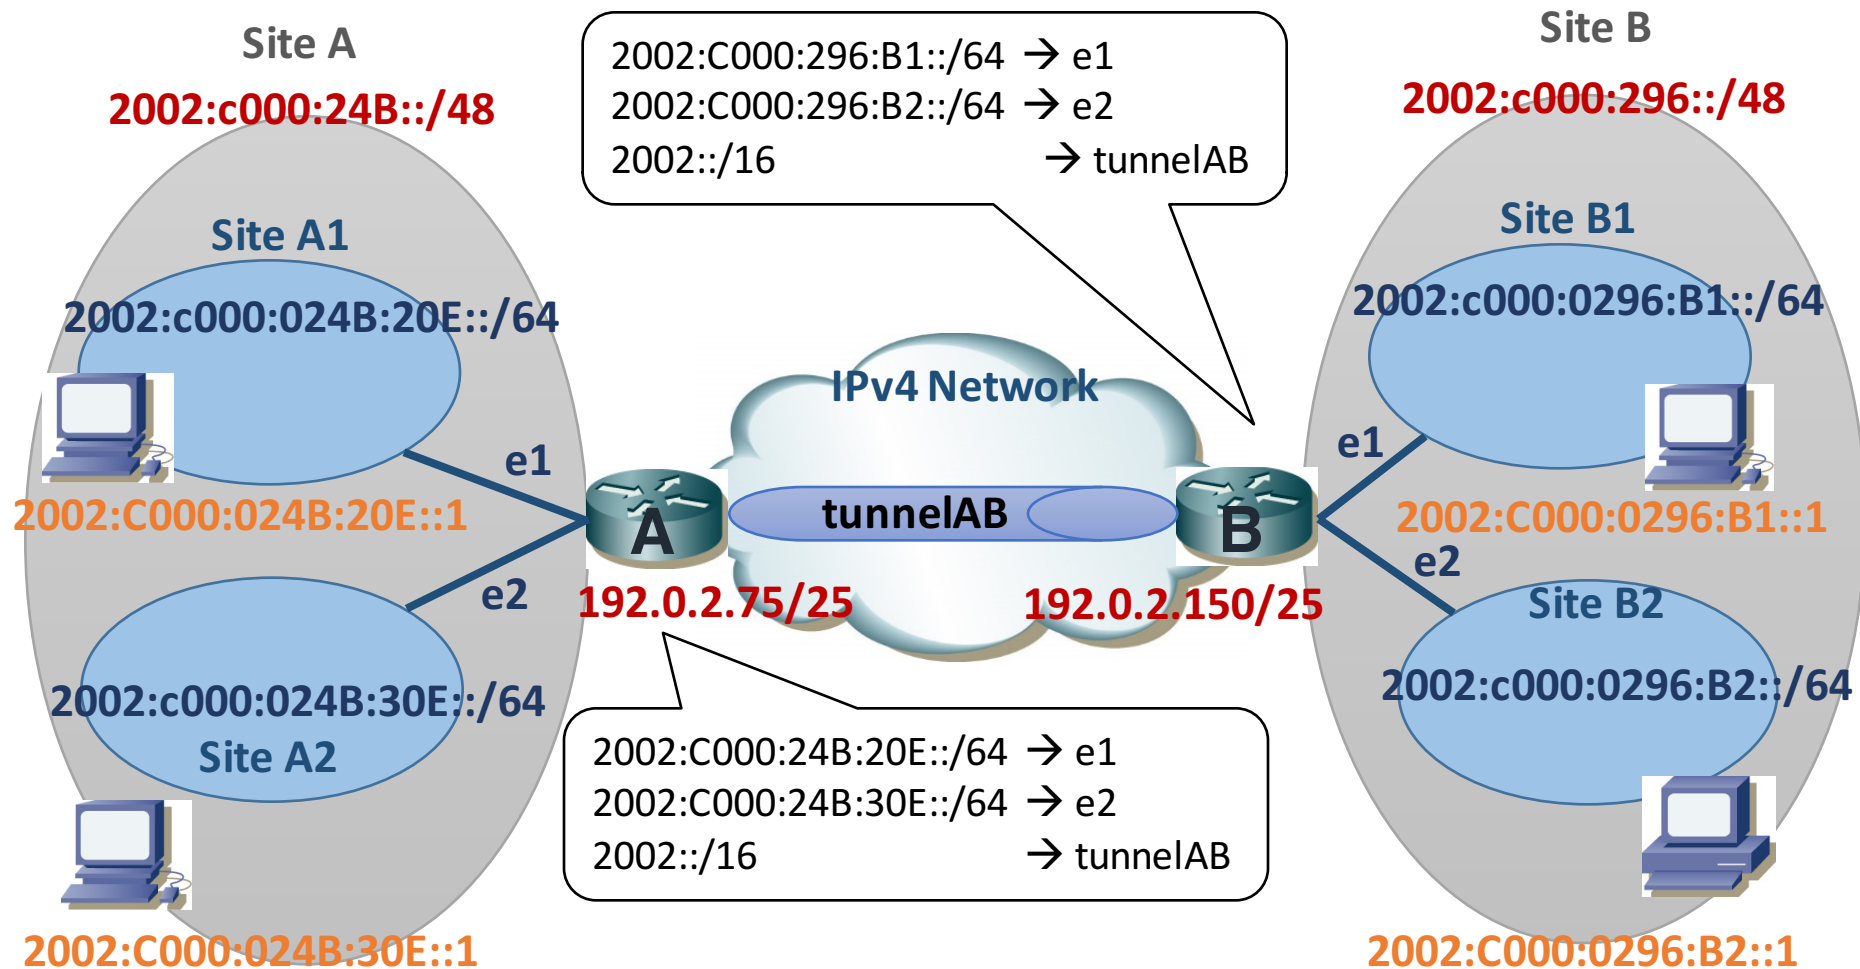 Site A
2002:c000:24B::/48
2002:C000:296:B1::/64 → e1
2002:C000:296:B2::/64 → e2
2002::/16 → tunnelAB
Site B
2002:c000:296::/48
Site A1
2002:c000:024B:20E::/64
Site B1
2002:c000:0296:B1::/64
IPv4 Network
e1
e1
2002:C000:024B:20E::1
A
tunnelAB
B
2002:C000:0296:B1::1
e2
e2
192.0.2.75/25
192.0.2.150/25
Site B2
2002:c000:024B:30E::/64
Site A2
2002:c000:0296:B2::/64
2002:C000:24B:20E::/64 → e1
2002:C000:24B:30E::/64 → e2
2002::/16 → tunnelAB
2002:C000:024B:30E::1
2002:C000:0296:B2::1